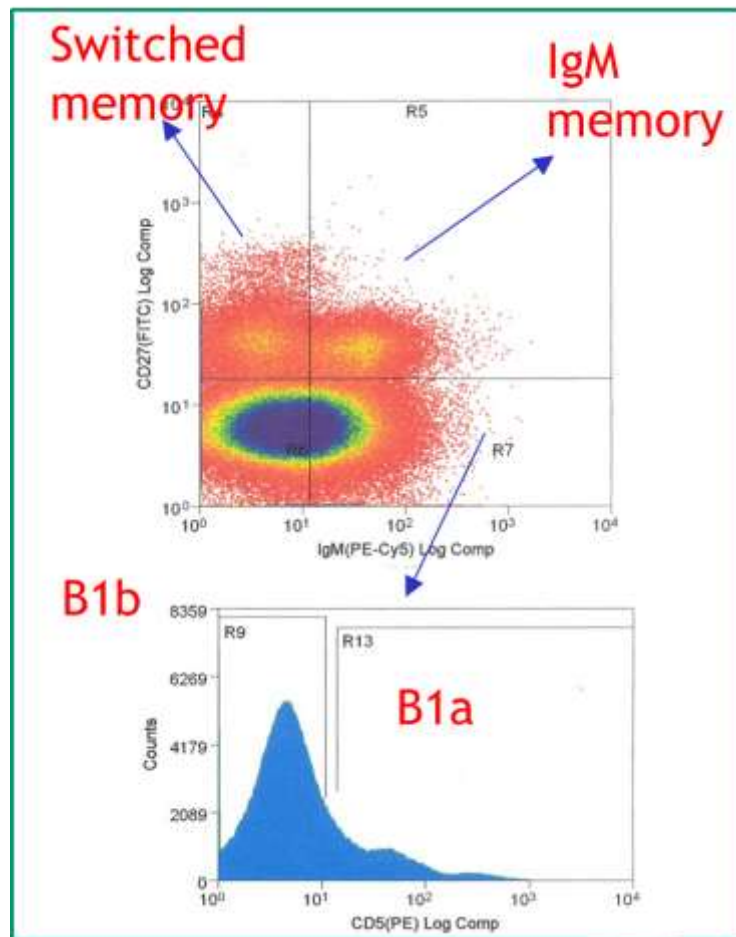 Switched
memory
IgM
memory
R5
10³
10²
10¹
10⁰
CD27(FITC) Log Comp
R7
10⁰
10¹
10²
10³
10⁴
IgM(PE-Cy5) Log Comp
B1b
8359
6269
4179
2089
0
Counts
R9
R13
B1a
10⁰
10¹
10²
10³
10⁴
CD5(PE) Log Comp